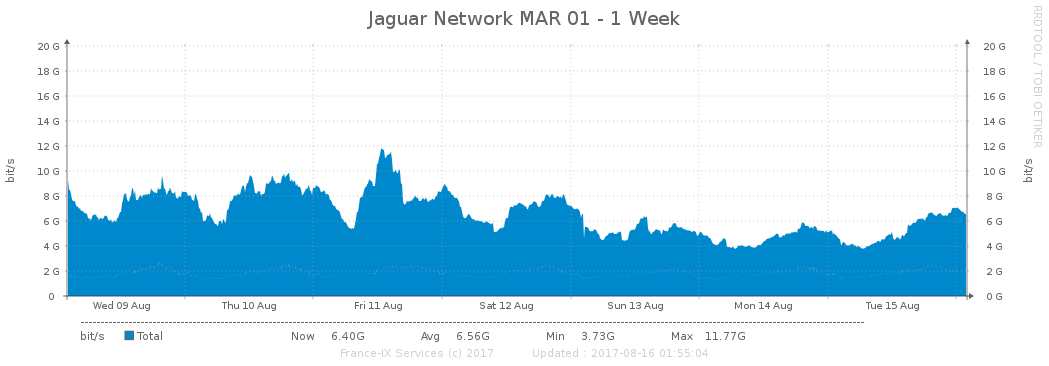 Jaguar Network MAR 01 - 1 Week
RRDTOOL / TOBI OETIKER
bit/s
bit/s
20 G 20 G
18 G 18 G
16 G 16 G
14 G 14 G
12 G 12 G
10 G 10 G
8 G 8 G
6 G 6 G
4 G 4 G
2 G 2 G
0 0 G
Wed 09 Aug Thu 10 Aug Fri 11 Aug Sat 12 Aug Sun 13 Aug Mon 14 Aug Tue 15 Aug
bit/s Total Now 6.40G Avg 6.56G Min 3.73G Max 11.77G
France-IX Services (c) 2017 Updated : 2017-08-16 01:55:04